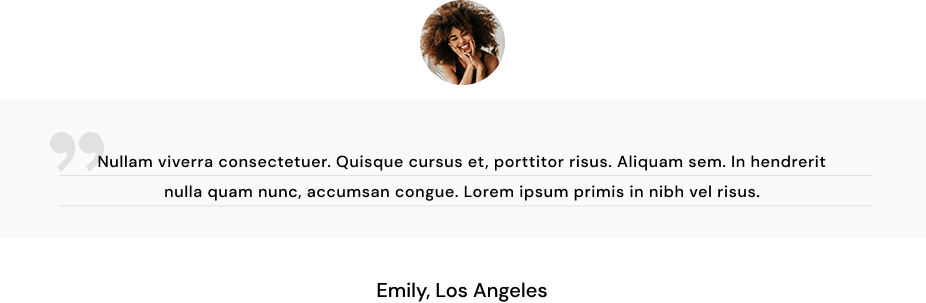 ”
Nullam viverra consectetuer. Quisque cursus et, porttitor risus. Aliquam sem. In hendrerit
nulla quam nunc, accumsan congue. Lorem ipsum primis in nibh vel risus.
Emily, Los Angeles